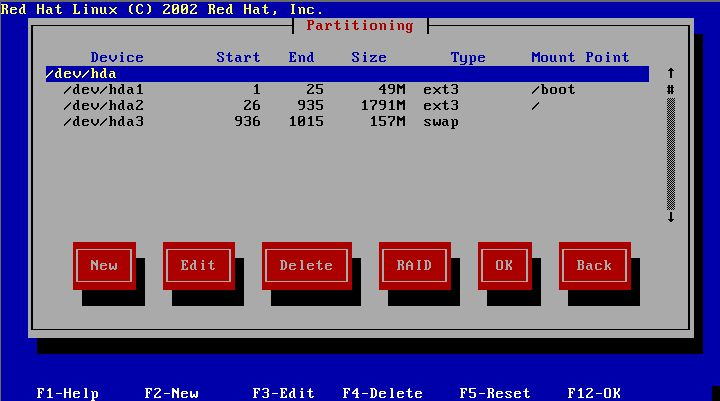 Red Hat Linux (C) 2002 Red Hat, Inc.
Partitioning
Device Start End Size Type Mount Point
/dev/hda
/dev/hda1 1 25 49M ext3 /boot
/dev/hda2 26 935 1791M ext3 /
/dev/hda3 936 1015 157M swap
New Edit Delete RAID OK Back
F1-Help F2-New F3-Edit F4-Delete F5-Reset F12-OK